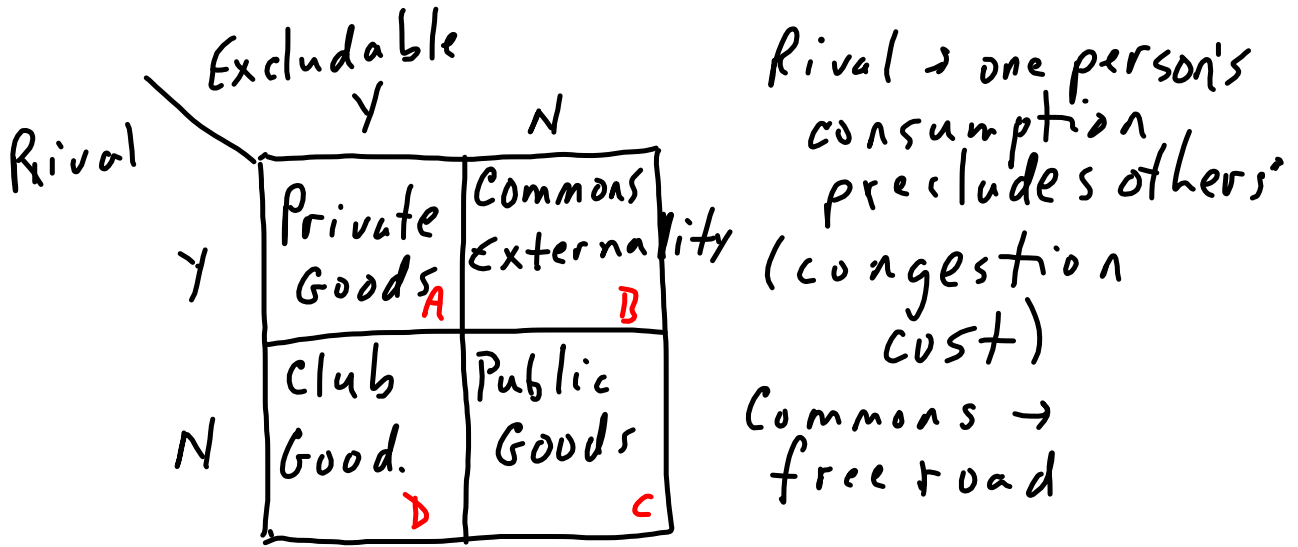 Excludable
Y N
Rival
Y
Private
Goods
A
Commons
Externality
B
N
Club
Good.
D
Public
Goods
C
Rival → one person's
consumption
precludes others'
(congestion
cost)
Commons →
free road